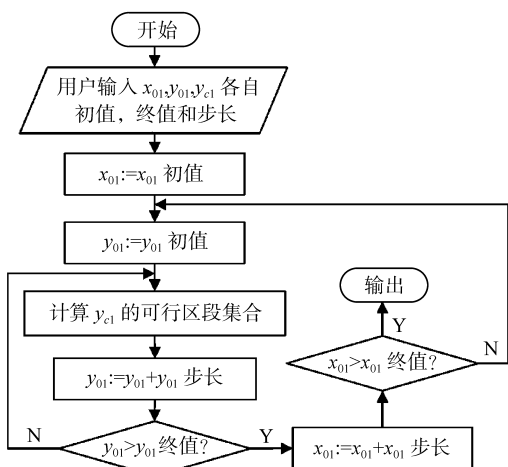 开始
用户输入 x01,y01,yc1 各自
初值，终值和步长
x01:=x01 初值
y01:=y01 初值
计算 yc1 的可行区段集合
y01:=y01+y01 步长
y01>y01 终值?
N
Y
x01:=x01+x01 步长
x01>x01 终值?
N
Y
输出